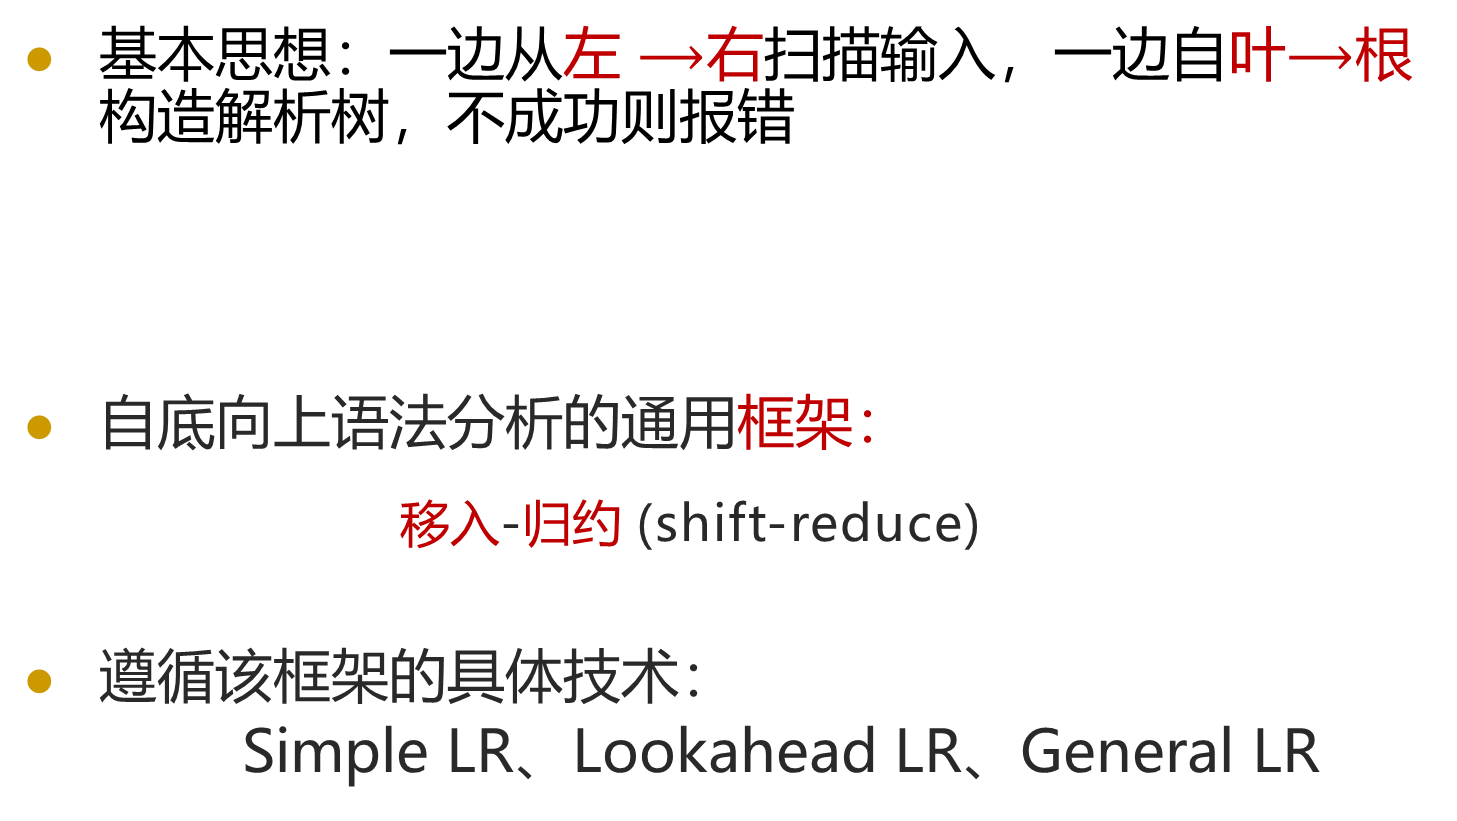 ● 基本思想：一边从左 →右扫描输入，一边自叶→根
构造解析树，不成功则报错
● 自底向上语法分析的通用框架：
移入-归约 (shift-reduce)
● 遵循该框架的具体技术：
Simple LR、Lookahead LR、General LR